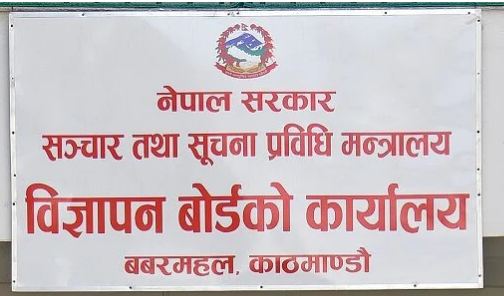 नेपाल सरकार
सञ्चार तथा सूचना प्रविधि मन्त्रालय
विज्ञापन बोर्डको कार्यालय
बबरमहल, काठमाण्डौ